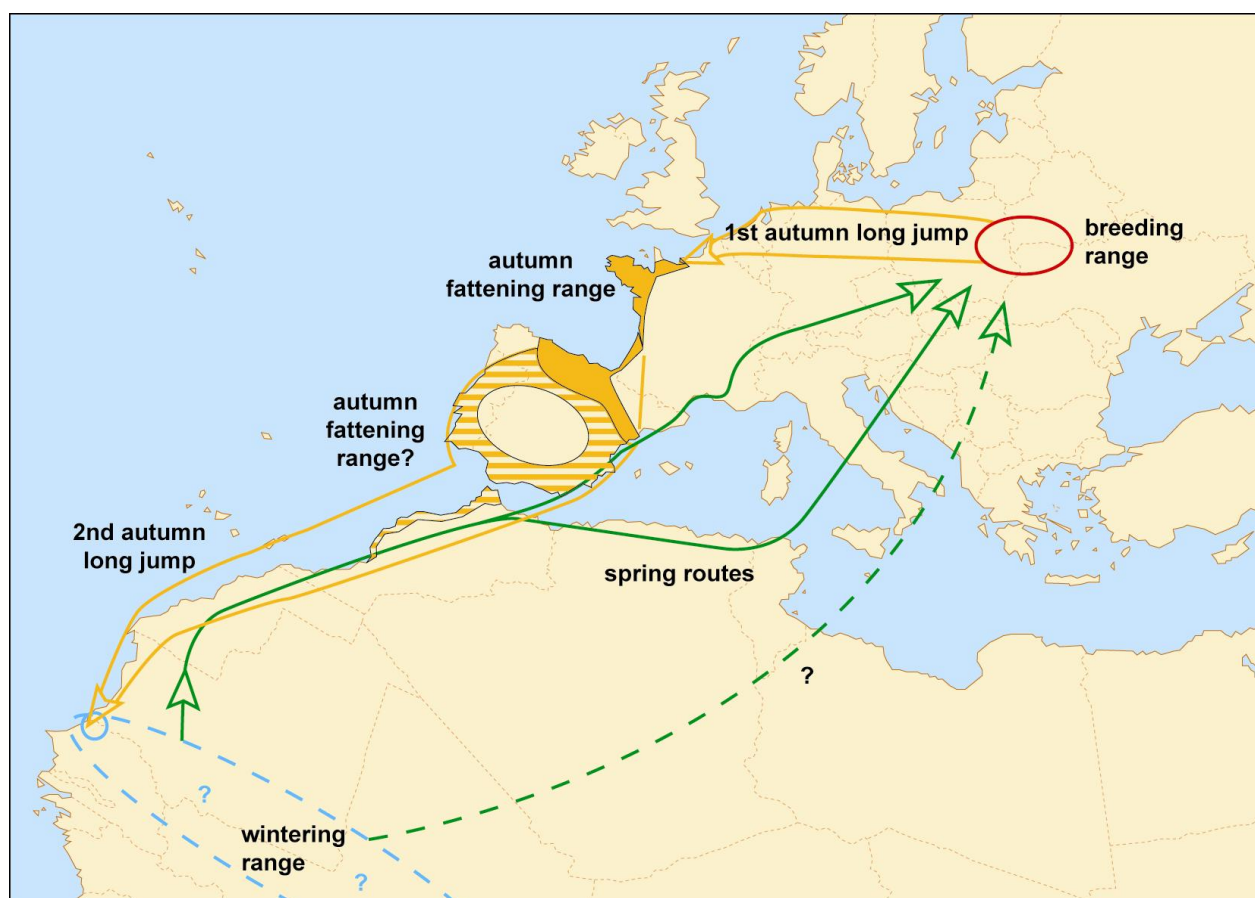 1st autumn long jump
breeding
range
autumn
fattening range
autumn
fattening
range?
2nd autumn
long jump
spring routes
?
?
wintering
range
?